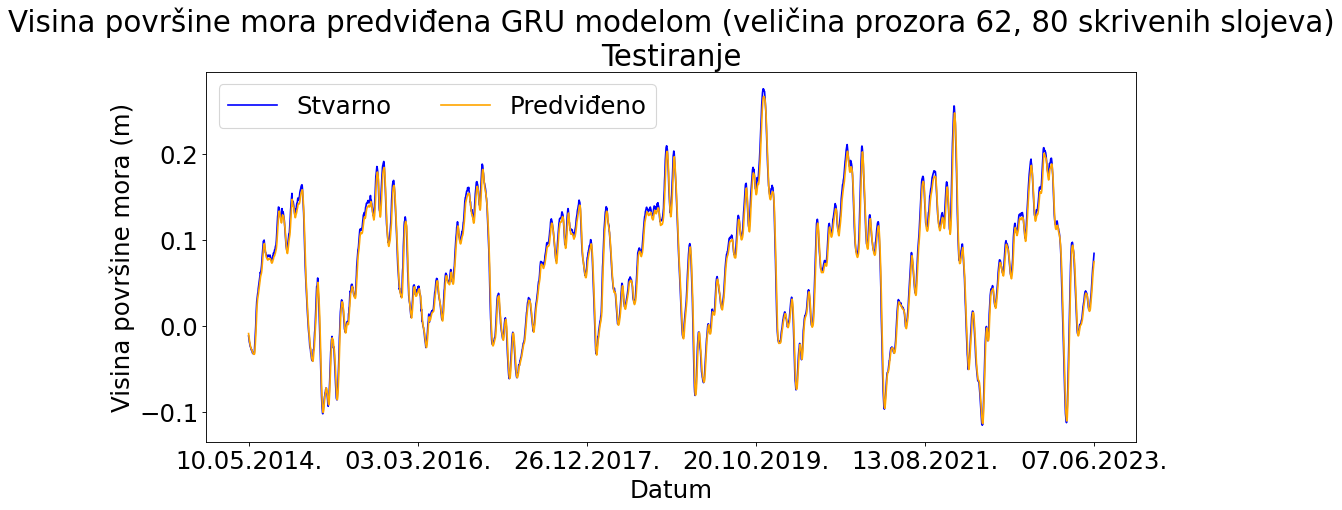 Visina površine mora predviđena GRU modelom (veličina prozora 62, 80 skrivenih slojeva)
Testiranje
Stvarno
Predviđeno
Visina površine mora (m)
0.2
0.1
0.0
−0.1
10.05.2014.
03.03.2016.
26.12.2017.
20.10.2019.
13.08.2021.
07.06.2023.
Datum